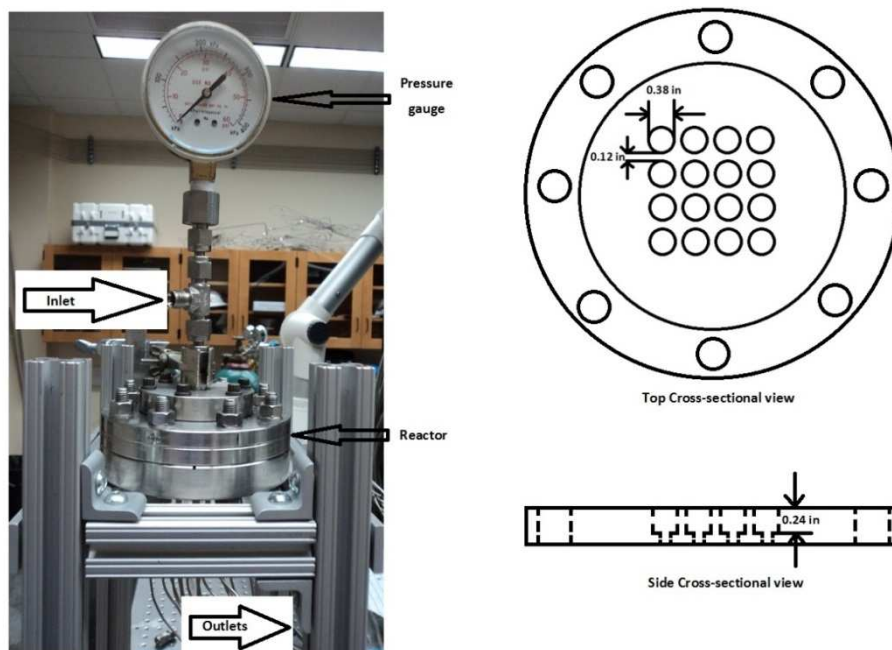 Pressure
gauge
Inlet
Reactor
Outlets
0.38 in
0.12 in
Top Cross-sectional view
0.24 in
Side Cross-sectional view